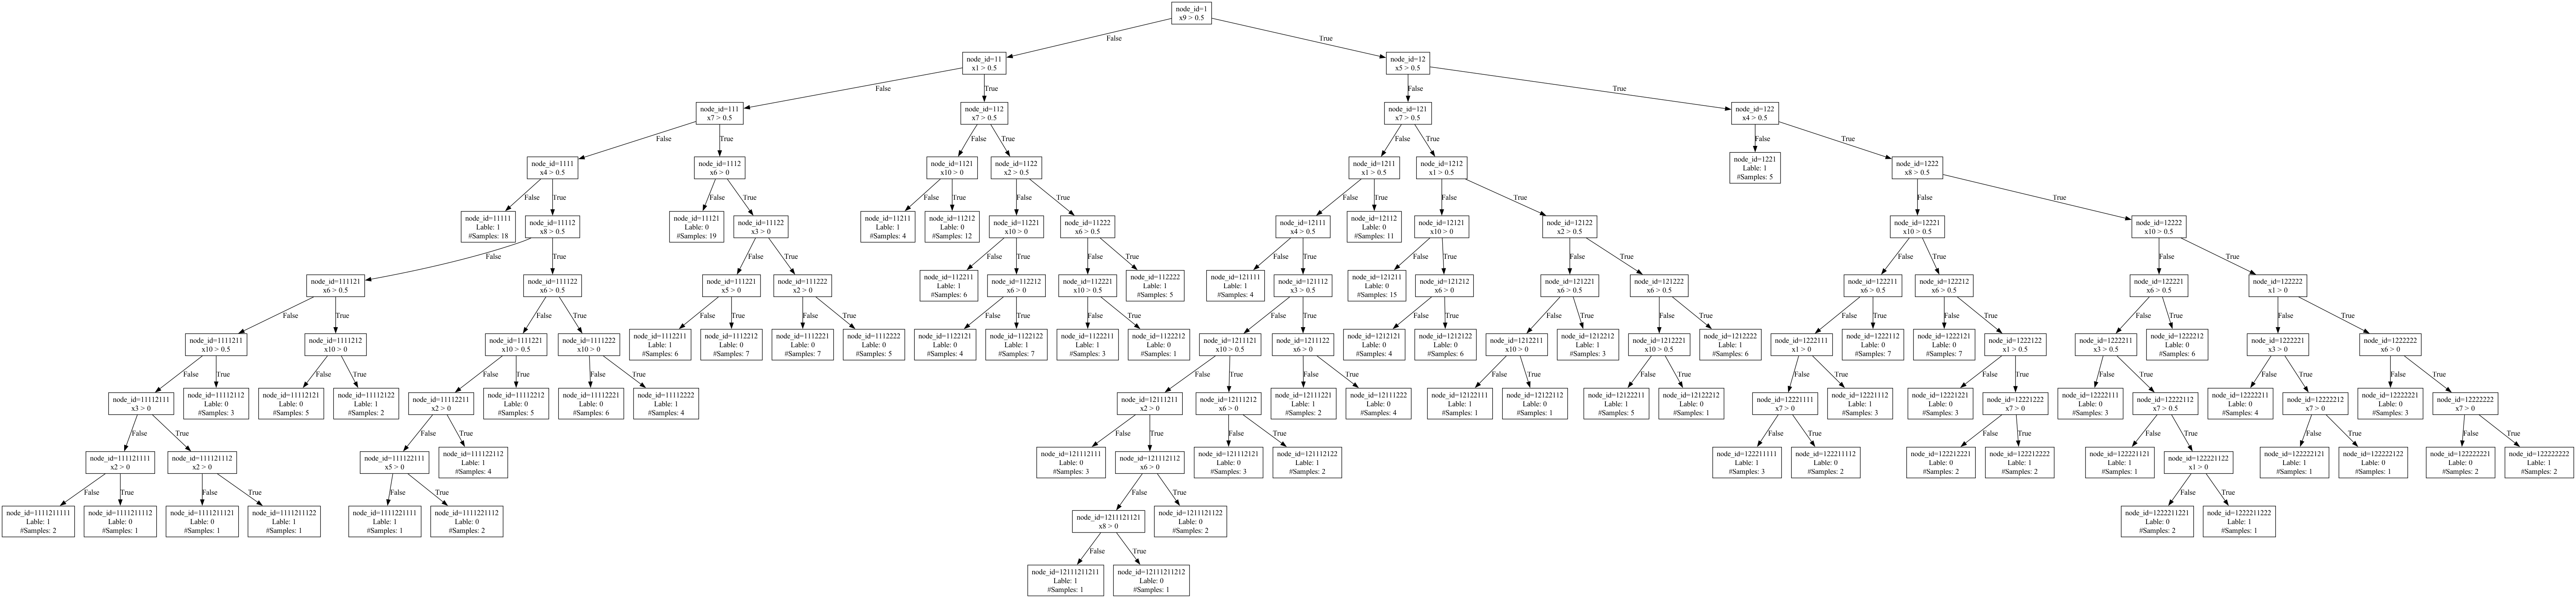 node_id=1
x9 > 0.5
False
True
node_id=11
x1 > 0.5
node_id=12
x5 > 0.5
False
True
False
True
node_id=111
x7 > 0.5
node_id=112
x7 > 0.5
node_id=121
x7 > 0.5
node_id=122
x4 > 0.5
False
True
False
True
False
True
False
True
node_id=1111
x4 > 0.5
node_id=1112
x6 > 0
node_id=1121
x10 > 0
node_id=1122
x2 > 0.5
node_id=1211
x1 > 0.5
node_id=1212
x1 > 0.5
node_id=1221
Lable: 1
#Samples: 5
node_id=1222
x8 > 0.5
False
True
False
True
False
True
False
True
False
True
False
True
False
True
node_id=11111
Lable: 1
#Samples: 18
node_id=11112
x8 > 0.5
node_id=11121
Lable: 0
#Samples: 19
node_id=11122
x3 > 0
node_id=11211
Lable: 1
#Samples: 4
node_id=11212
Lable: 0
#Samples: 12
node_id=11221
x10 > 0
node_id=11222
x6 > 0.5
node_id=12111
x4 > 0.5
node_id=12112
Lable: 0
#Samples: 11
node_id=12121
x10 > 0
node_id=12122
x2 > 0.5
node_id=12221
x10 > 0.5
node_id=12222
x10 > 0.5
False
True
False
True
False
True
False
True
False
True
False
True
False
True
False
True
False
True
node_id=111121
x6 > 0.5
node_id=111122
x6 > 0.5
node_id=111221
x5 > 0
node_id=111222
x2 > 0
node_id=112211
Lable: 1
#Samples: 6
node_id=112212
x6 > 0
node_id=112221
x10 > 0.5
node_id=112222
Lable: 1
#Samples: 5
node_id=121111
Lable: 1
#Samples: 4
node_id=121112
x3 > 0.5
node_id=121211
Lable: 0
#Samples: 15
node_id=121212
x6 > 0
node_id=121221
x6 > 0.5
node_id=121222
x6 > 0.5
node_id=122211
x6 > 0.5
node_id=122212
x6 > 0.5
node_id=122221
x6 > 0.5
node_id=122222
x1 > 0
False
True
False
True
False
True
False
True
False
True
False
True
False
True
False
True
False
True
False
True
False
True
False
True
False
True
False
True
node_id=1111211
x10 > 0.5
node_id=1111212
x10 > 0
node_id=1111221
x10 > 0.5
node_id=1111222
x10 > 0
node_id=1112211
Lable: 1
#Samples: 6
node_id=1112212
Lable: 0
#Samples: 7
node_id=1112221
Lable: 0
#Samples: 7
node_id=1112222
Lable: 0
#Samples: 5
node_id=1122121
Lable: 0
#Samples: 4
node_id=1122122
Lable: 1
#Samples: 7
node_id=1122211
Lable: 1
#Samples: 3
node_id=1122212
Lable: 0
#Samples: 1
node_id=1211121
x10 > 0.5
node_id=1211122
x6 > 0
node_id=1212121
Lable: 0
#Samples: 4
node_id=1212122
Lable: 0
#Samples: 6
node_id=1212211
x10 > 0
node_id=1212212
Lable: 1
#Samples: 3
node_id=1212221
x10 > 0.5
node_id=1212222
Lable: 1
#Samples: 6
node_id=1222111
x1 > 0
node_id=1222112
Lable: 0
#Samples: 7
node_id=1222121
Lable: 0
#Samples: 7
node_id=1222122
x1 > 0.5
node_id=1222211
x3 > 0.5
node_id=1222212
Lable: 0
#Samples: 6
node_id=1222221
x3 > 0
node_id=1222222
x6 > 0
False
True
False
True
False
True
False
True
False
True
False
True
False
True
False
True
False
True
False
True
False
True
False
True
False
True
node_id=11112111
x3 > 0
node_id=11112112
Lable: 0
#Samples: 3
node_id=11112121
Lable: 0
#Samples: 5
node_id=11112122
Lable: 1
#Samples: 2
node_id=11112211
x2 > 0
node_id=11112212
Lable: 0
#Samples: 5
node_id=11112221
Lable: 0
#Samples: 6
node_id=11112222
Lable: 1
#Samples: 4
node_id=12111211
x2 > 0
node_id=12111212
x6 > 0
node_id=12111221
Lable: 1
#Samples: 2
node_id=12111222
Lable: 0
#Samples: 4
node_id=12122111
Lable: 1
#Samples: 1
node_id=12122112
Lable: 0
#Samples: 1
node_id=12122211
Lable: 1
#Samples: 5
node_id=12122212
Lable: 0
#Samples: 1
node_id=12221111
x7 > 0
node_id=12221112
Lable: 1
#Samples: 3
node_id=12221221
Lable: 0
#Samples: 3
node_id=12221222
x7 > 0
node_id=12222111
Lable: 0
#Samples: 3
node_id=12222112
x7 > 0.5
node_id=12222211
Lable: 0
#Samples: 4
node_id=12222212
x7 > 0
node_id=12222221
Lable: 0
#Samples: 3
node_id=12222222
x7 > 0
False
True
False
True
False
True
False
True
False
True
False
True
False
True
False
True
False
True
node_id=111121111
x2 > 0
node_id=111121112
x2 > 0
node_id=111122111
x5 > 0
node_id=111122112
Lable: 1
#Samples: 4
node_id=121112111
Lable: 0
#Samples: 3
node_id=121112112
x6 > 0
node_id=121112121
Lable: 0
#Samples: 3
node_id=121112122
Lable: 1
#Samples: 2
node_id=122211111
Lable: 1
#Samples: 3
node_id=122211112
Lable: 0
#Samples: 2
node_id=122212221
Lable: 0
#Samples: 2
node_id=122212222
Lable: 1
#Samples: 2
node_id=122221121
Lable: 1
#Samples: 1
node_id=122221122
x1 > 0
node_id=122222121
Lable: 1
#Samples: 1
node_id=122222122
Lable: 0
#Samples: 1
node_id=122222221
Lable: 0
#Samples: 2
node_id=122222222
Lable: 1
#Samples: 2
False
True
False
True
False
True
False
True
False
True
node_id=1111211111
Lable: 1
#Samples: 2
node_id=1111211112
Lable: 0
#Samples: 1
node_id=1111211121
Lable: 0
#Samples: 1
node_id=1111211122
Lable: 1
#Samples: 1
node_id=1111221111
Lable: 1
#Samples: 1
node_id=1111221112
Lable: 0
#Samples: 2
node_id=1211121121
x8 > 0
node_id=1211121122
Lable: 0
#Samples: 2
node_id=1222211221
Lable: 0
#Samples: 2
node_id=1222211222
Lable: 1
#Samples: 1
False
True
node_id=12111211211
Lable: 1
#Samples: 1
node_id=12111211212
Lable: 0
#Samples: 1